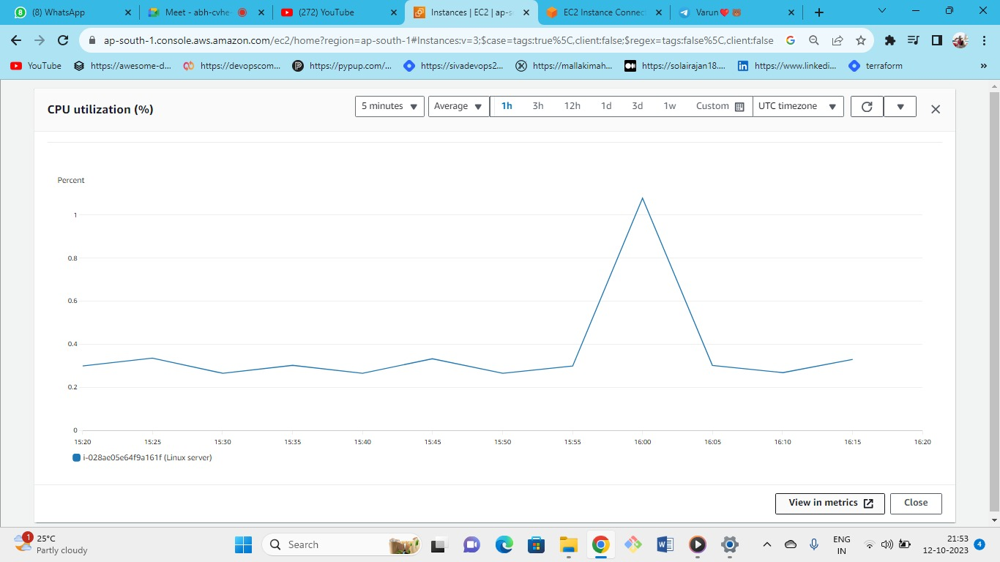 (8) WhatsApp
Meet - abh-cvhe-
(272) YouTube
Instances | EC2 | ap-s
EC2 Instance Connect
Varun❤️🐻
ap-south-1.console.aws.amazon.com/ec2/home?region=ap-south-1#Instances:v=3;$case=tags:true%5C,client:false;$regex=tags:false%5C,client:false
YouTube
https://awesome-d...
https://devopscom...
https://pypup.com/...
https://sivadevops2...
https://mallakimah...
https://solairajan18....
https://www.linkedi...
terraform
»
CPU utilization (%)
5 minutes
Average
1h
3h
12h
1d
3d
1w
Custom
UTC timezone
Percent
1
0.8
0.6
0.4
0.2
0
15:20
15:25
15:30
15:35
15:40
15:45
15:50
15:55
16:00
16:05
16:10
16:15
16:20
i-028ae05e64f9a161f (Linux server)
View in metrics
Close
1
25°C
Partly cloudy
Search
ENG
IN
21:53
12-10-2023
4